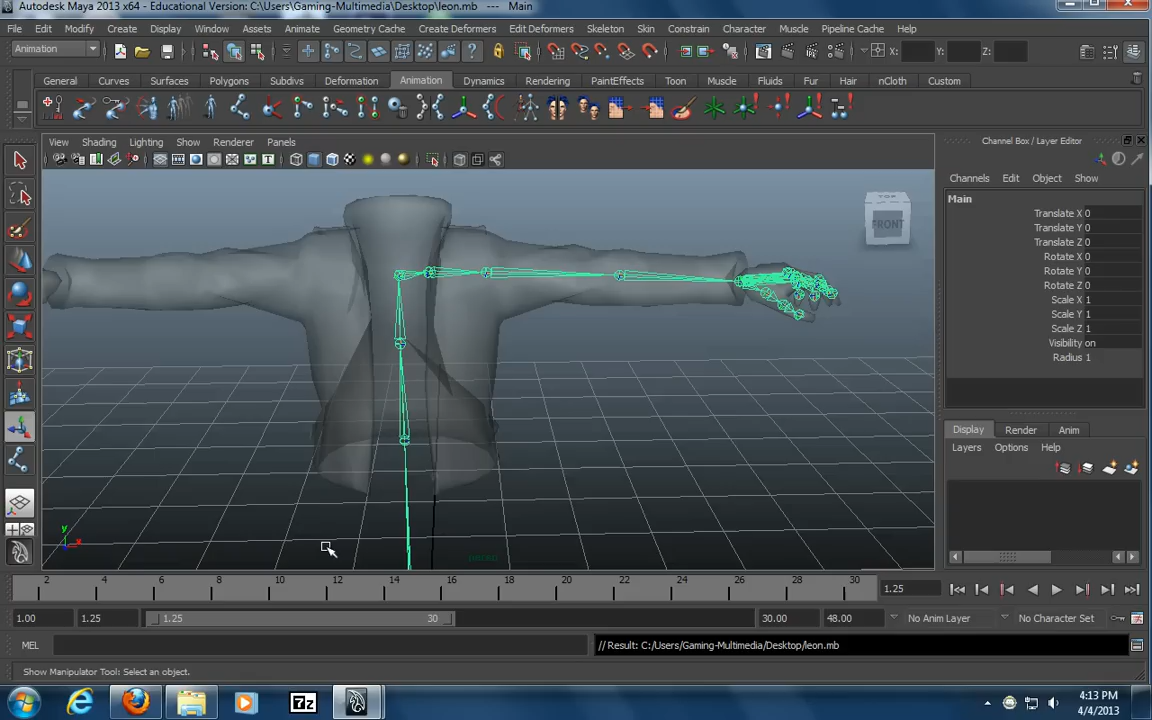 Autodesk Maya 2013 x64 - Educational Version: C:\Users\Gaming-Multimedia\Desktop\leon.mb --- Main
File Edit Modify Create Display Window Assets Animate Geometry Cache Create Deformers Edit Deformers Skeleton Skin Constrain Character Muscle Pipeline Cache Help
Animation X: Y: Z:
General Curves Surfaces Polygons Subdivs Deformation Animation Dynamics Rendering PaintEffects Toon Muscle Fluids Fur Hair nCloth Custom
View Shading Lighting Show Renderer Panels
Channel Box / Layer Editor
Channels Edit Object Show
Main
Translate X 0
Translate Y 0
Translate Z 0
Rotate X 0
Rotate Y 0
Rotate Z 0
Scale X 1
Scale Y 1
Scale Z 1
Visibility on
Radius 1
TOP
FRONT
Display Render Anim
Layers Options Help
y
x
2 4 6 8 10 12 14 16 18 20 22 24 26 28 30 1.25
1.00 1.25 1.25 30 30.00 48.00 No Anim Layer No Character Set
MEL // Result: C:/Users/Gaming-Multimedia/Desktop/leon.mb
Show Manipulator Tool: Select an object.
7z
4:13 PM
4/4/2013